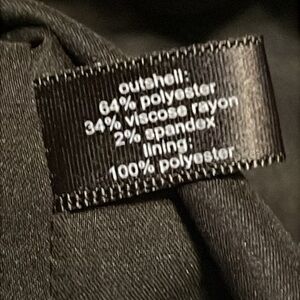 outshell:
64% polyester
34% viscose rayon
2% spandex
lining:
100% polyester